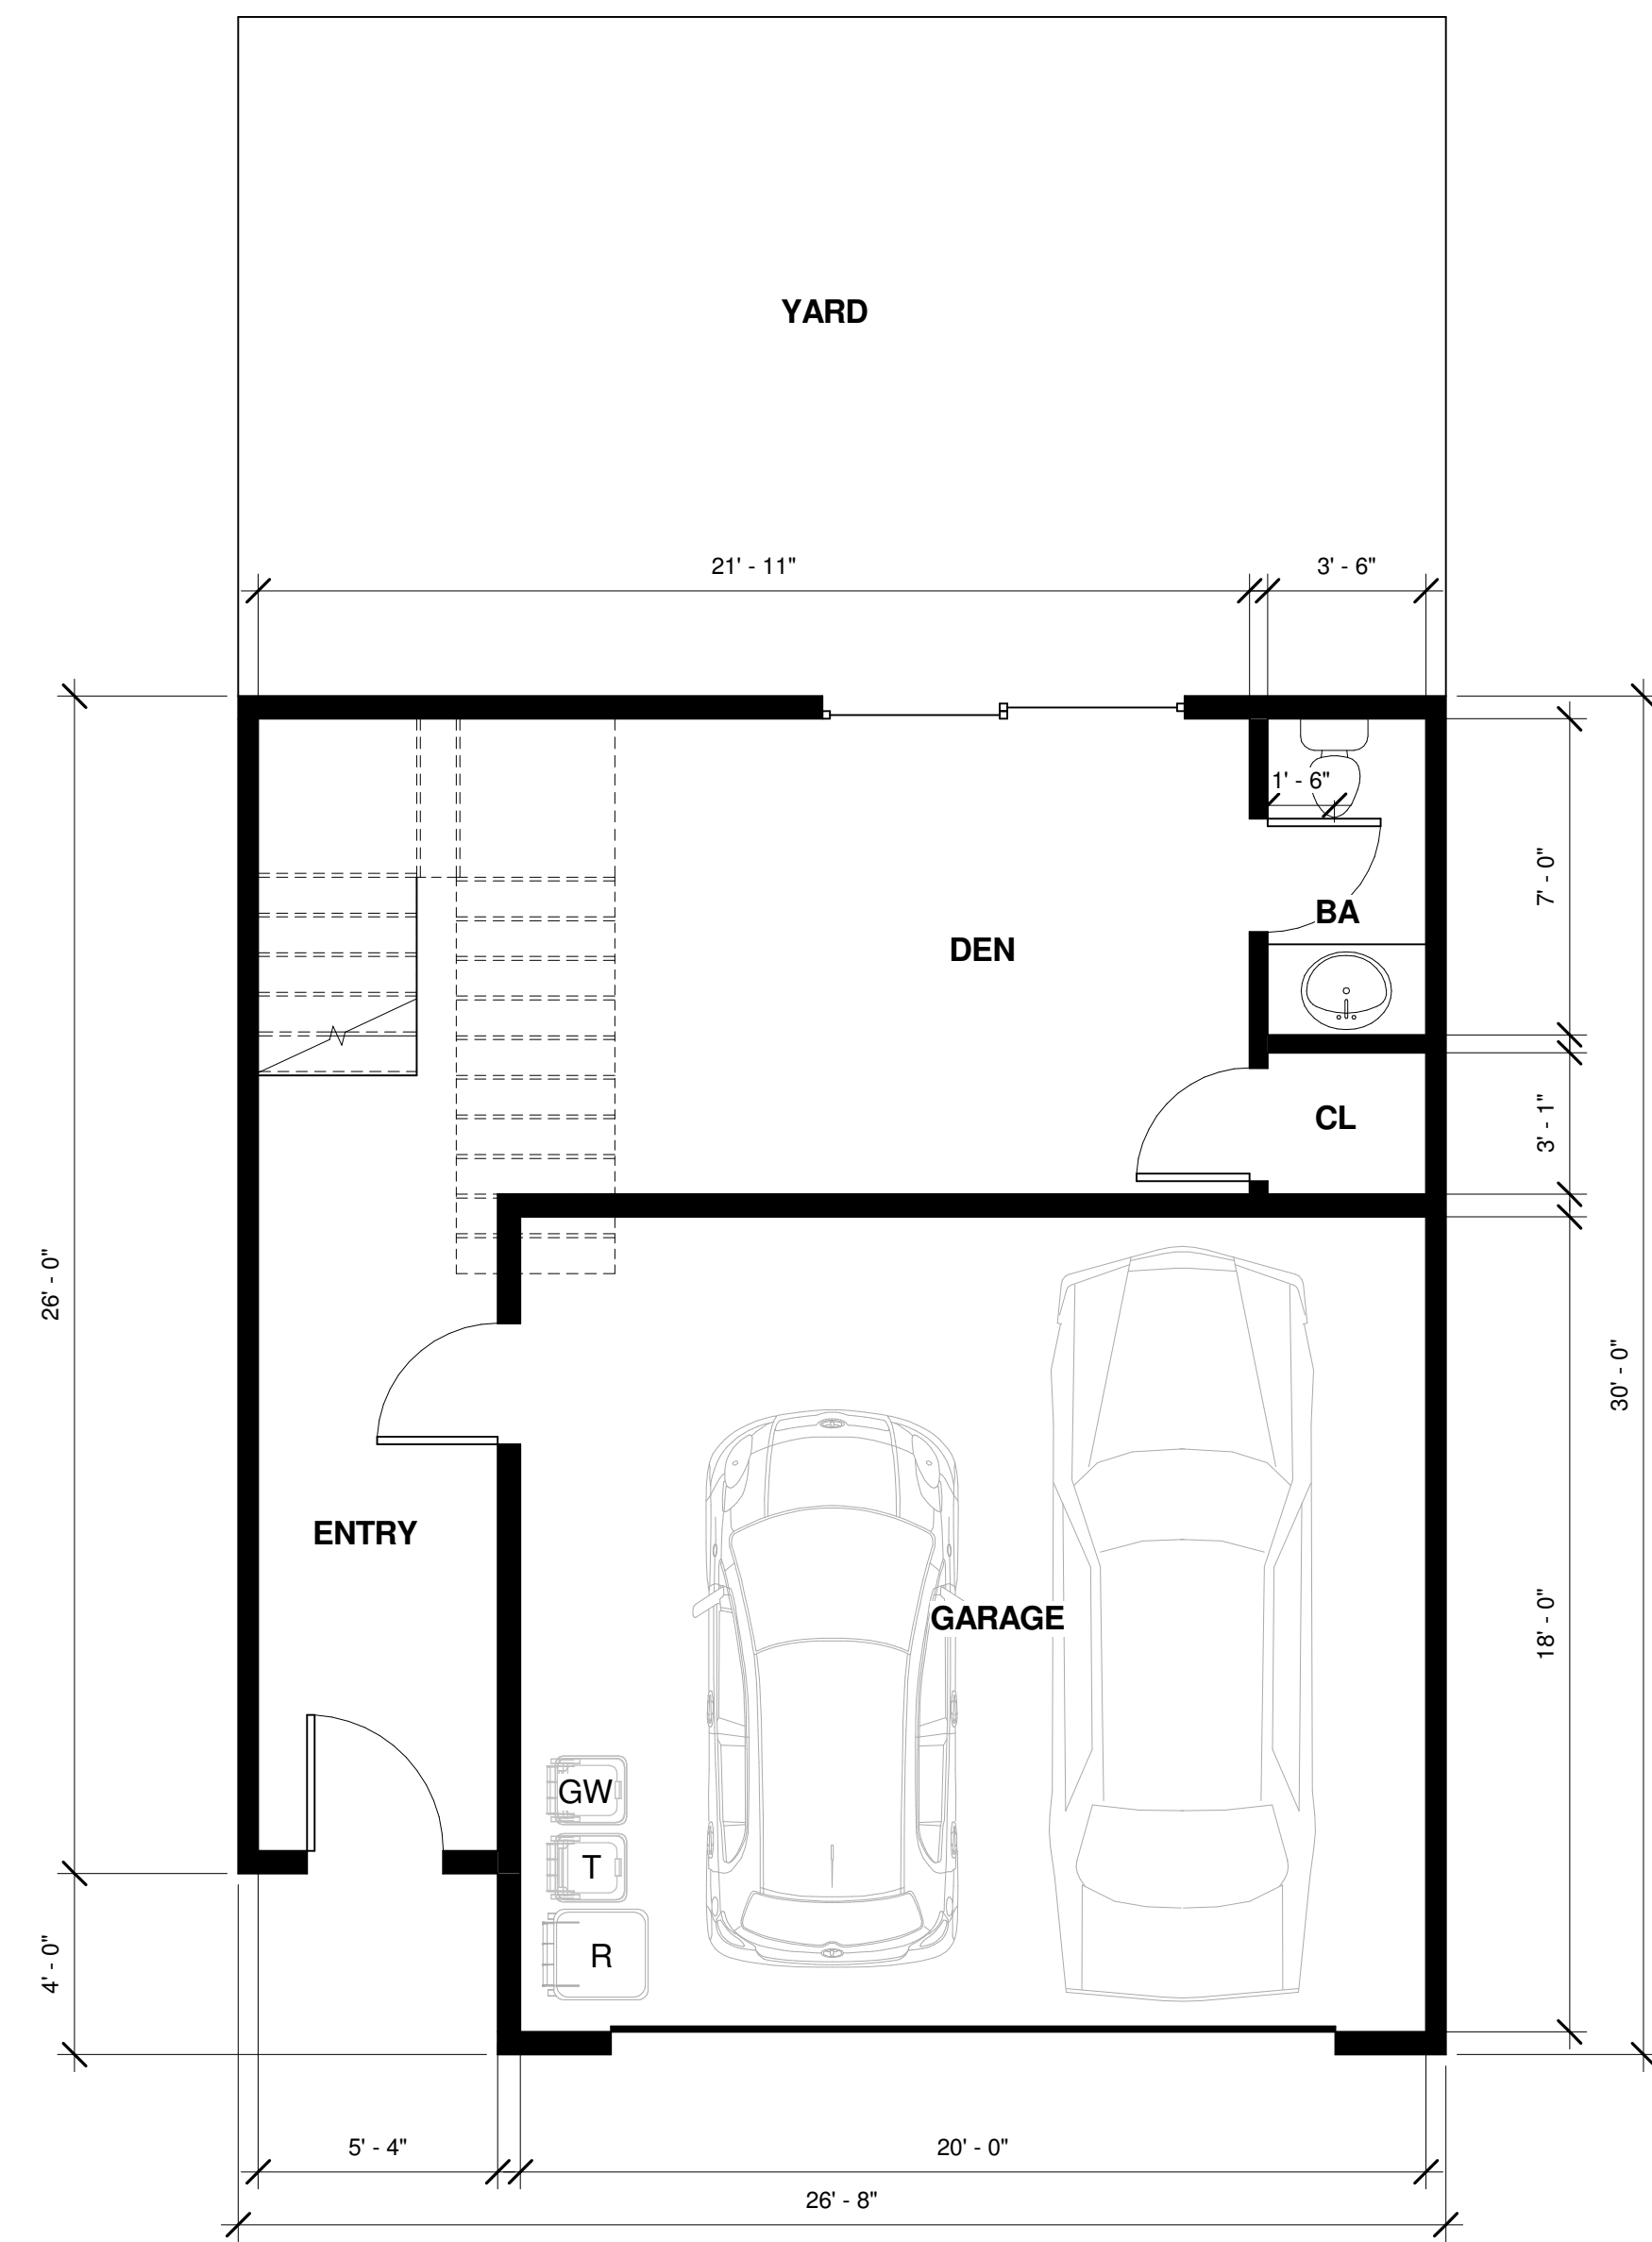 YARD
21' - 11"
3' - 6"
1' - 6"
7' - 0"
BA
DEN
CL
3' - 1"
26' - 0"
30' - 0"
ENTRY
GARAGE
18' - 0"
GW
T
R
4' - 0"
5' - 4"
20' - 0"
26' - 8"